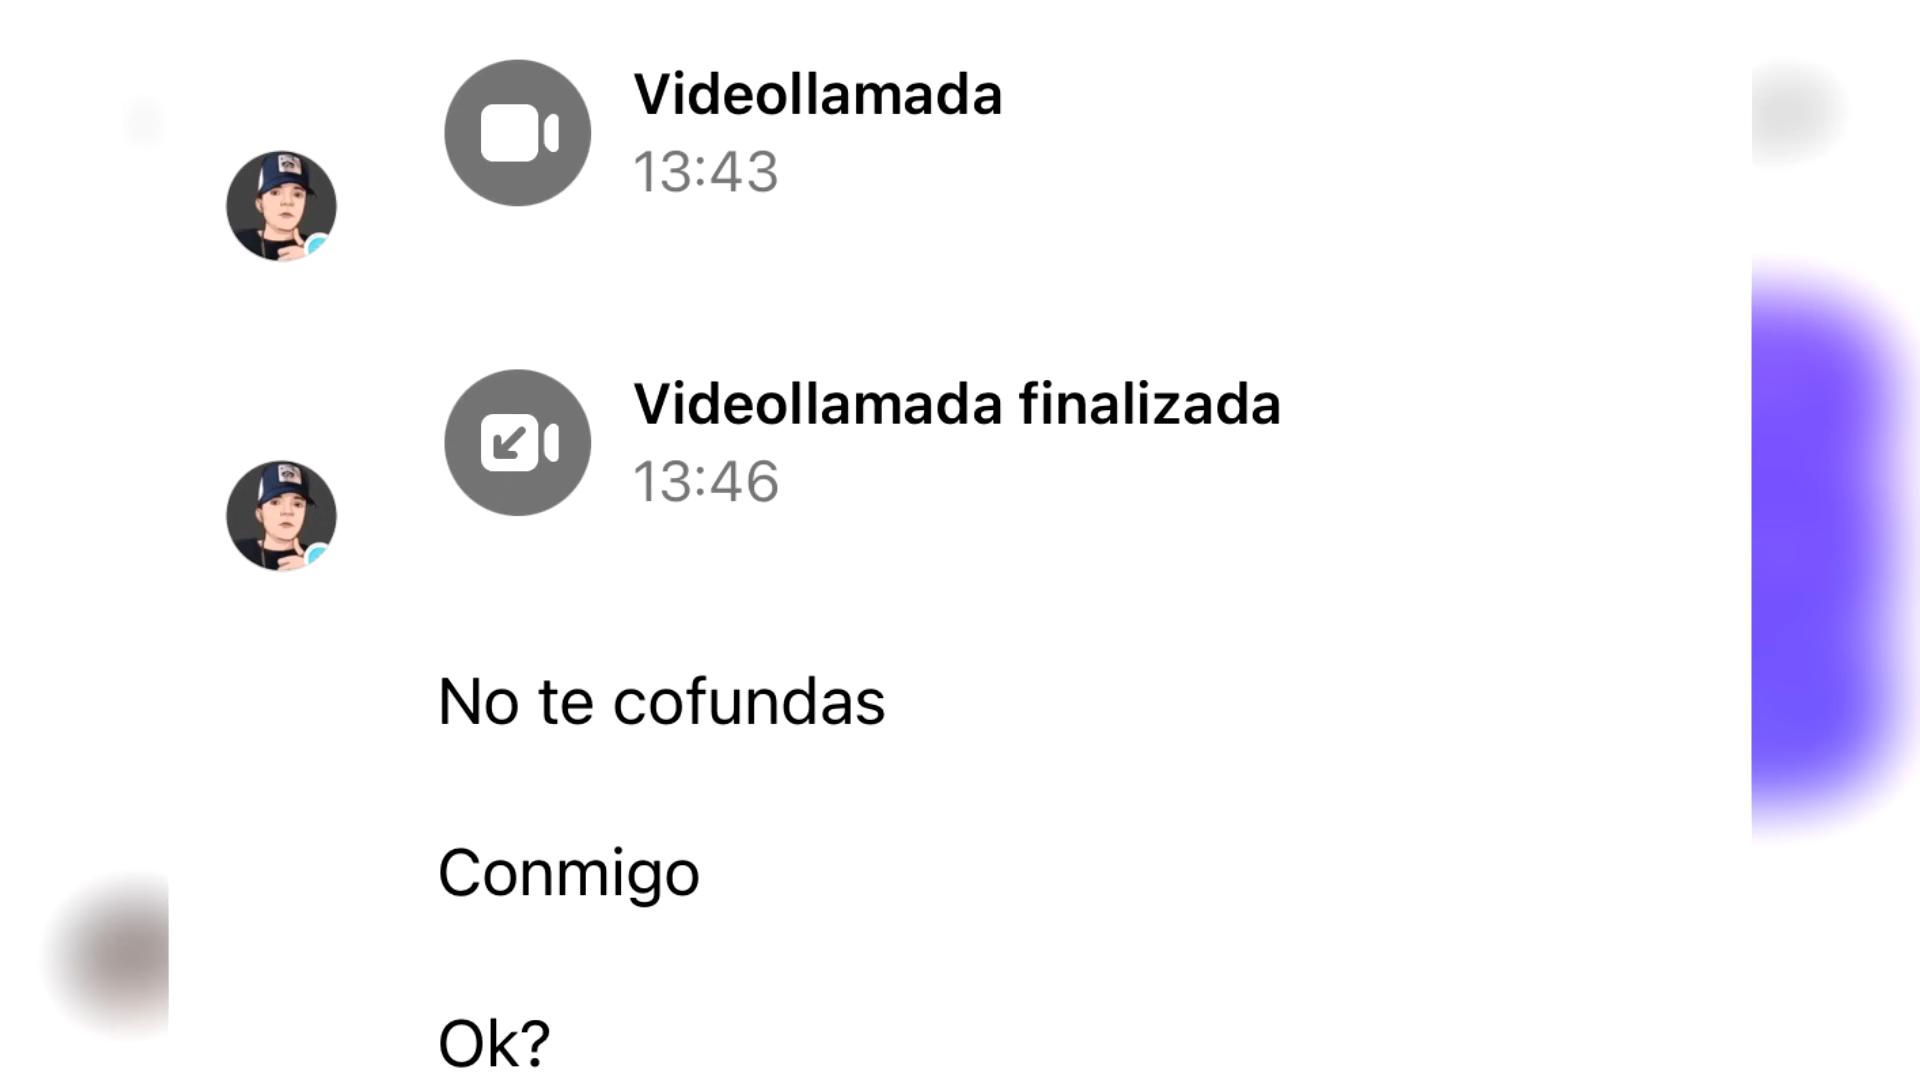 Videollamada
13:43
Videollamada finalizada
13:46
No te cofundas
Conmigo
Ok?